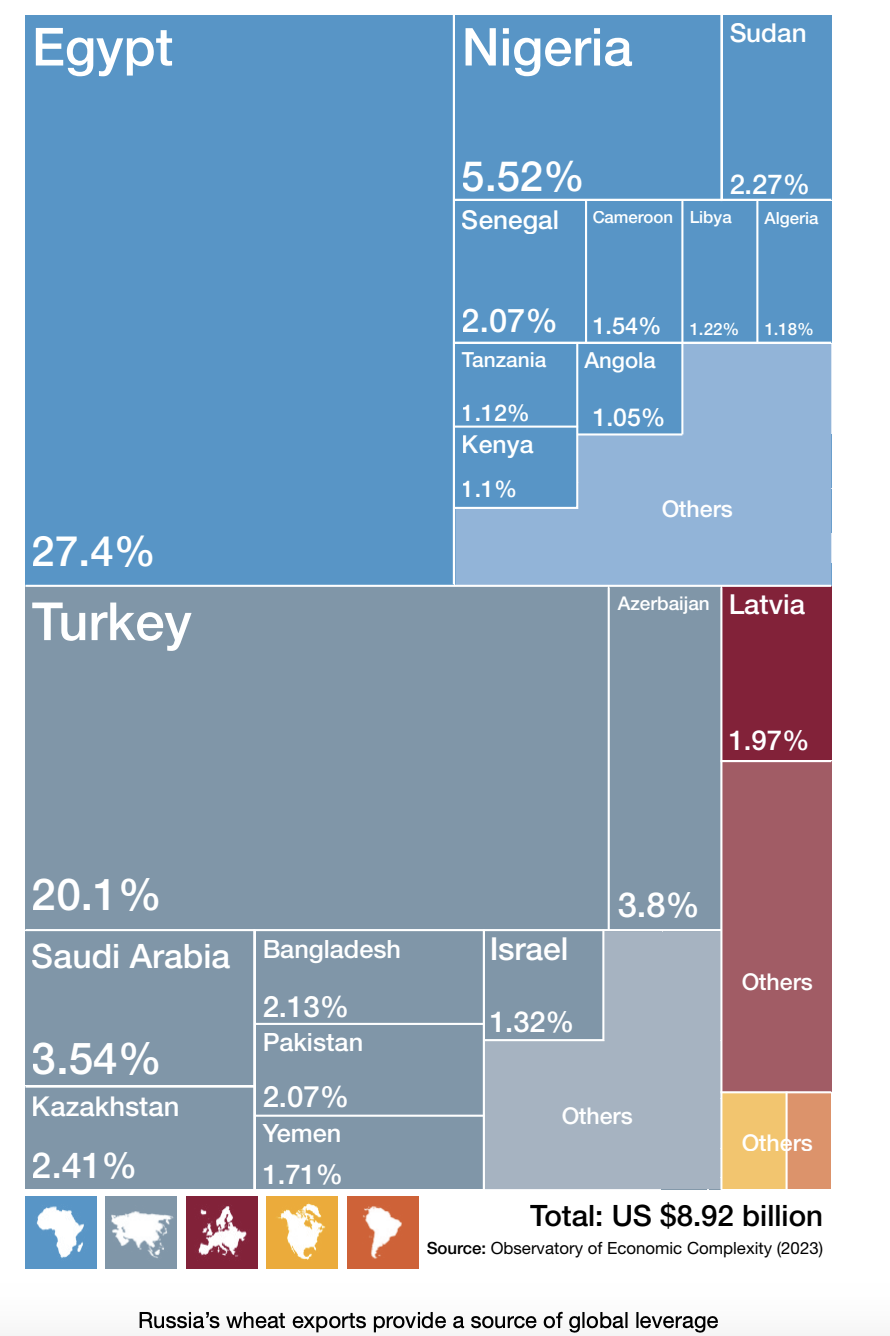 Egypt
27.4%
Nigeria
5.52%
Sudan
2.27%
Senegal
2.07%
Cameroon
1.54%
Libya
1.22%
Algeria
1.18%
Tanzania
1.12%
Angola
1.05%
Kenya
1.1%
Others
Turkey
20.1%
Azerbaijan
3.8%
Latvia
1.97%
Others
Saudi Arabia
3.54%
Kazakhstan
2.41%
Bangladesh
2.13%
Pakistan
2.07%
Yemen
1.71%
Israel
1.32%
Others
Others
Total: US $8.92 billion
Source: Observatory of Economic Complexity (2023)
Russia’s wheat exports provide a source of global leverage